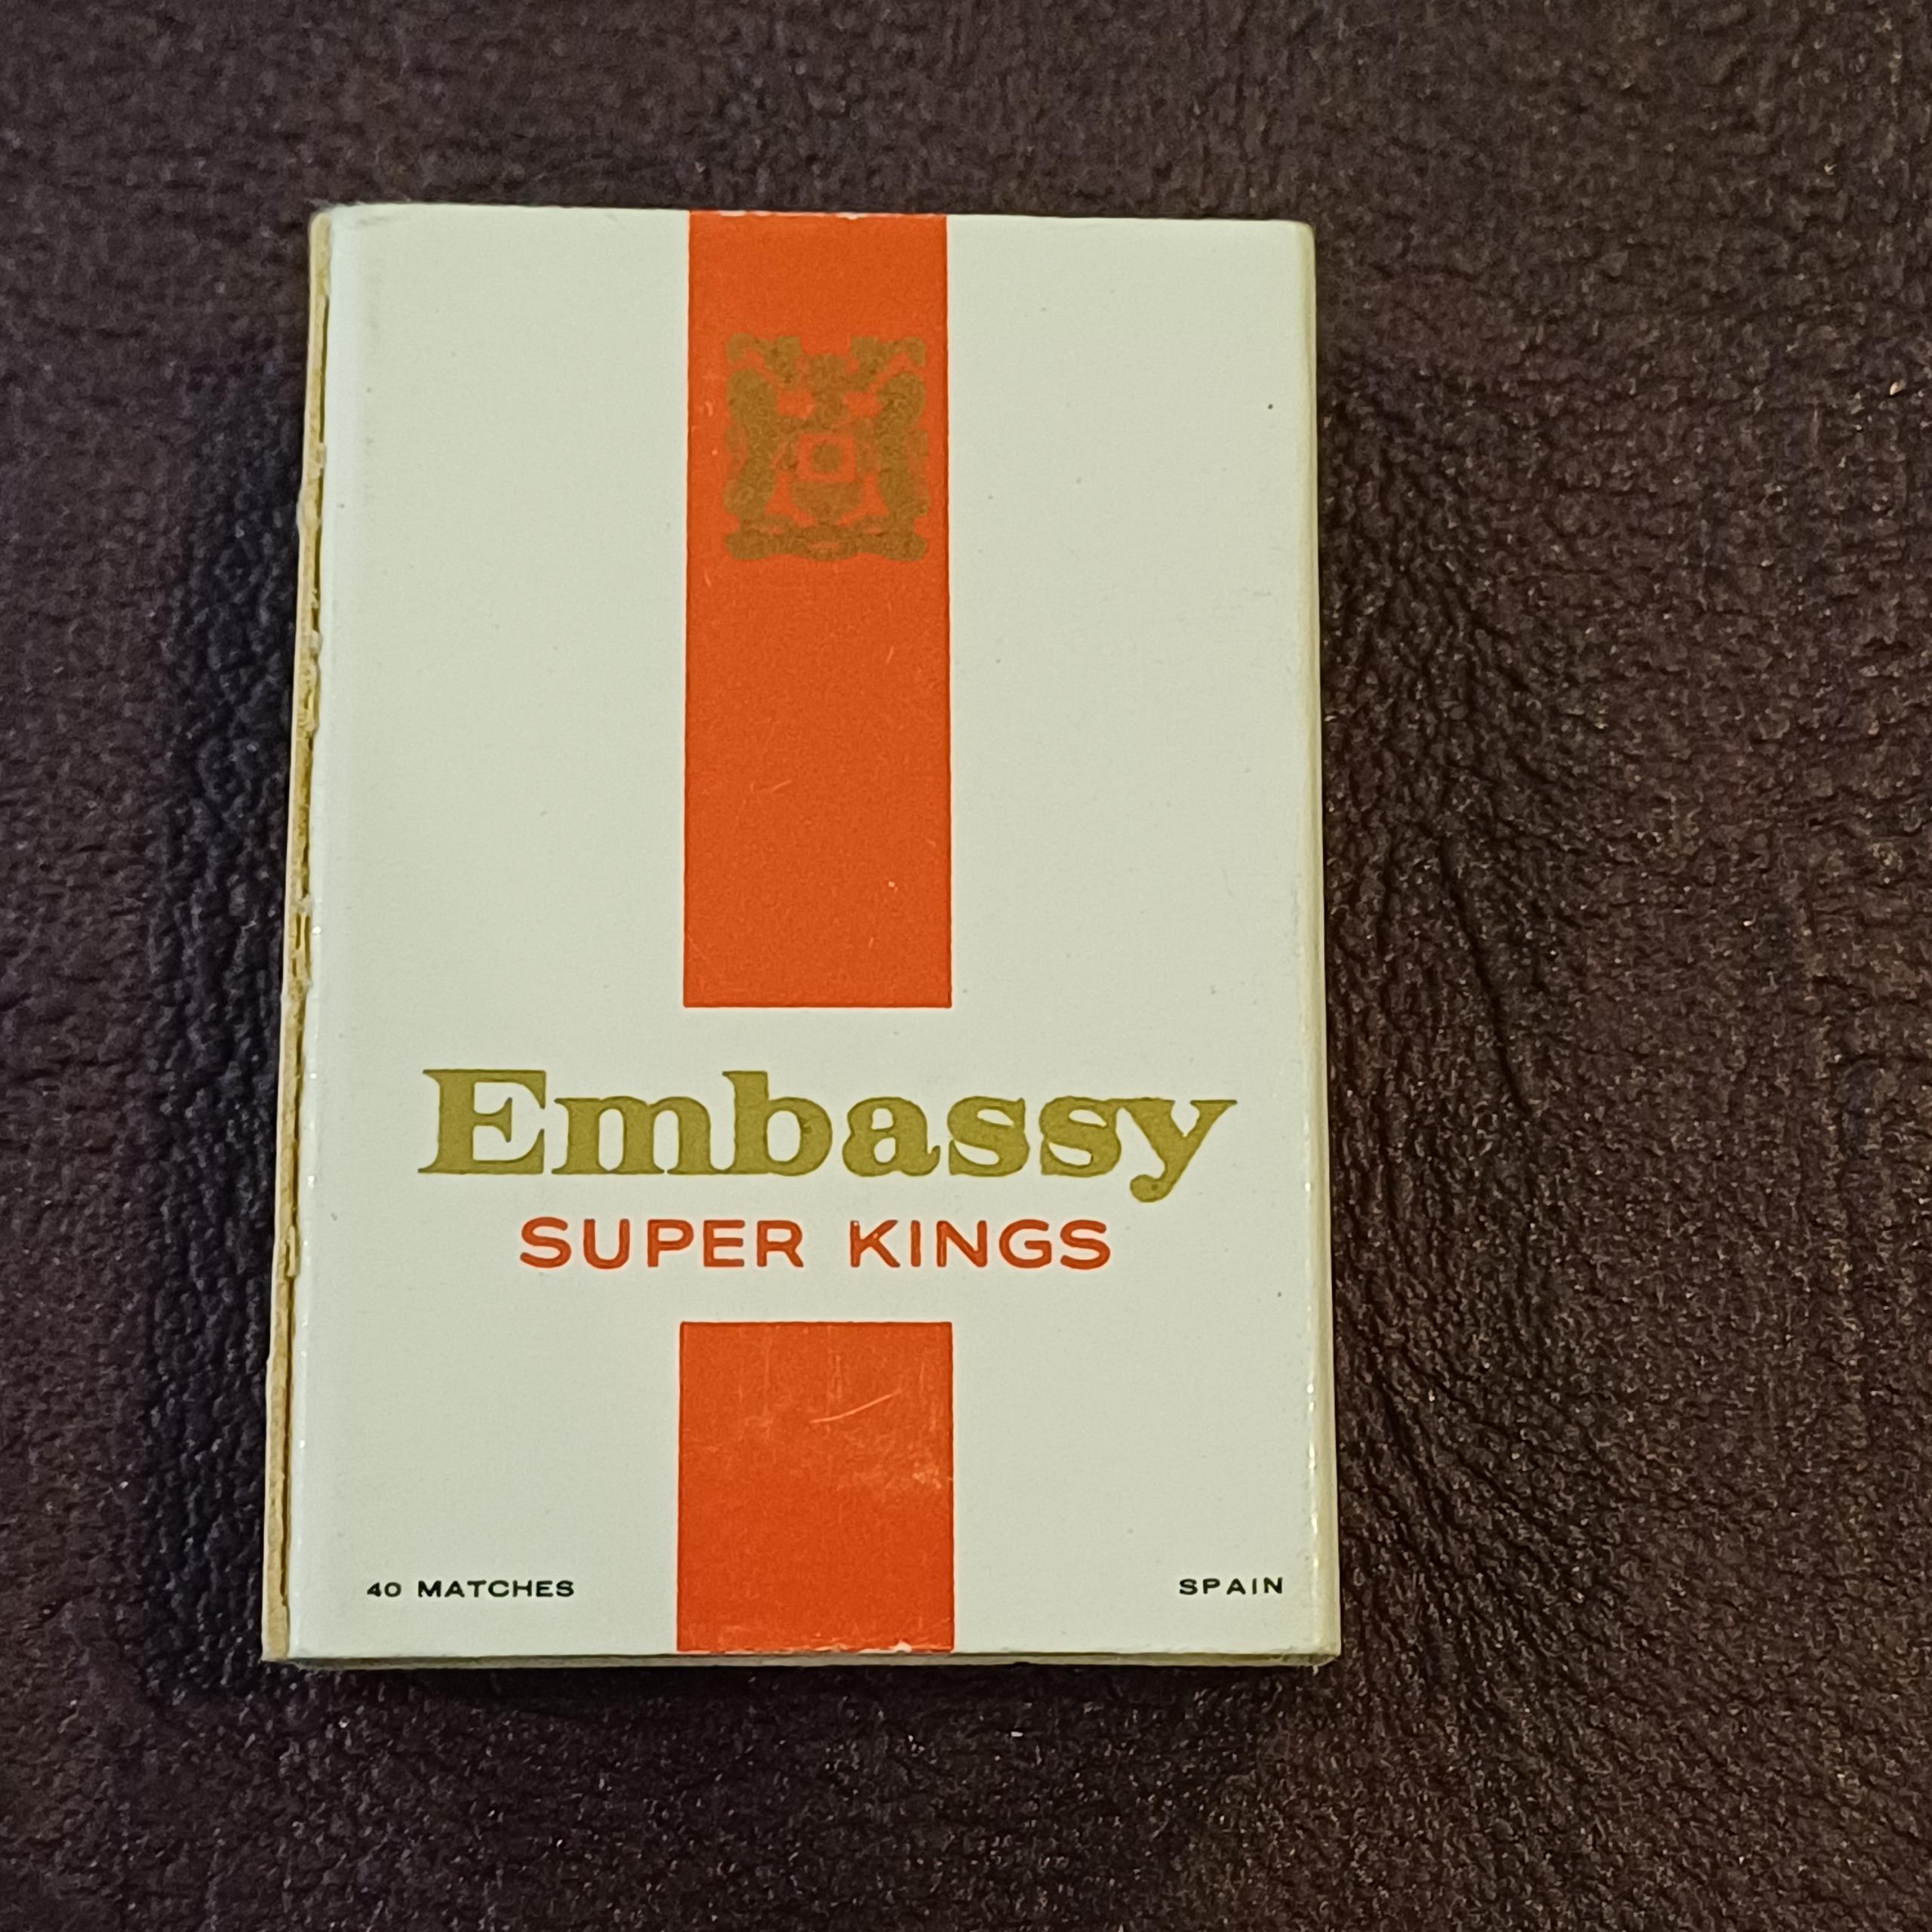 Embassy
SUPER KINGS
40 MATCHES
SPAIN